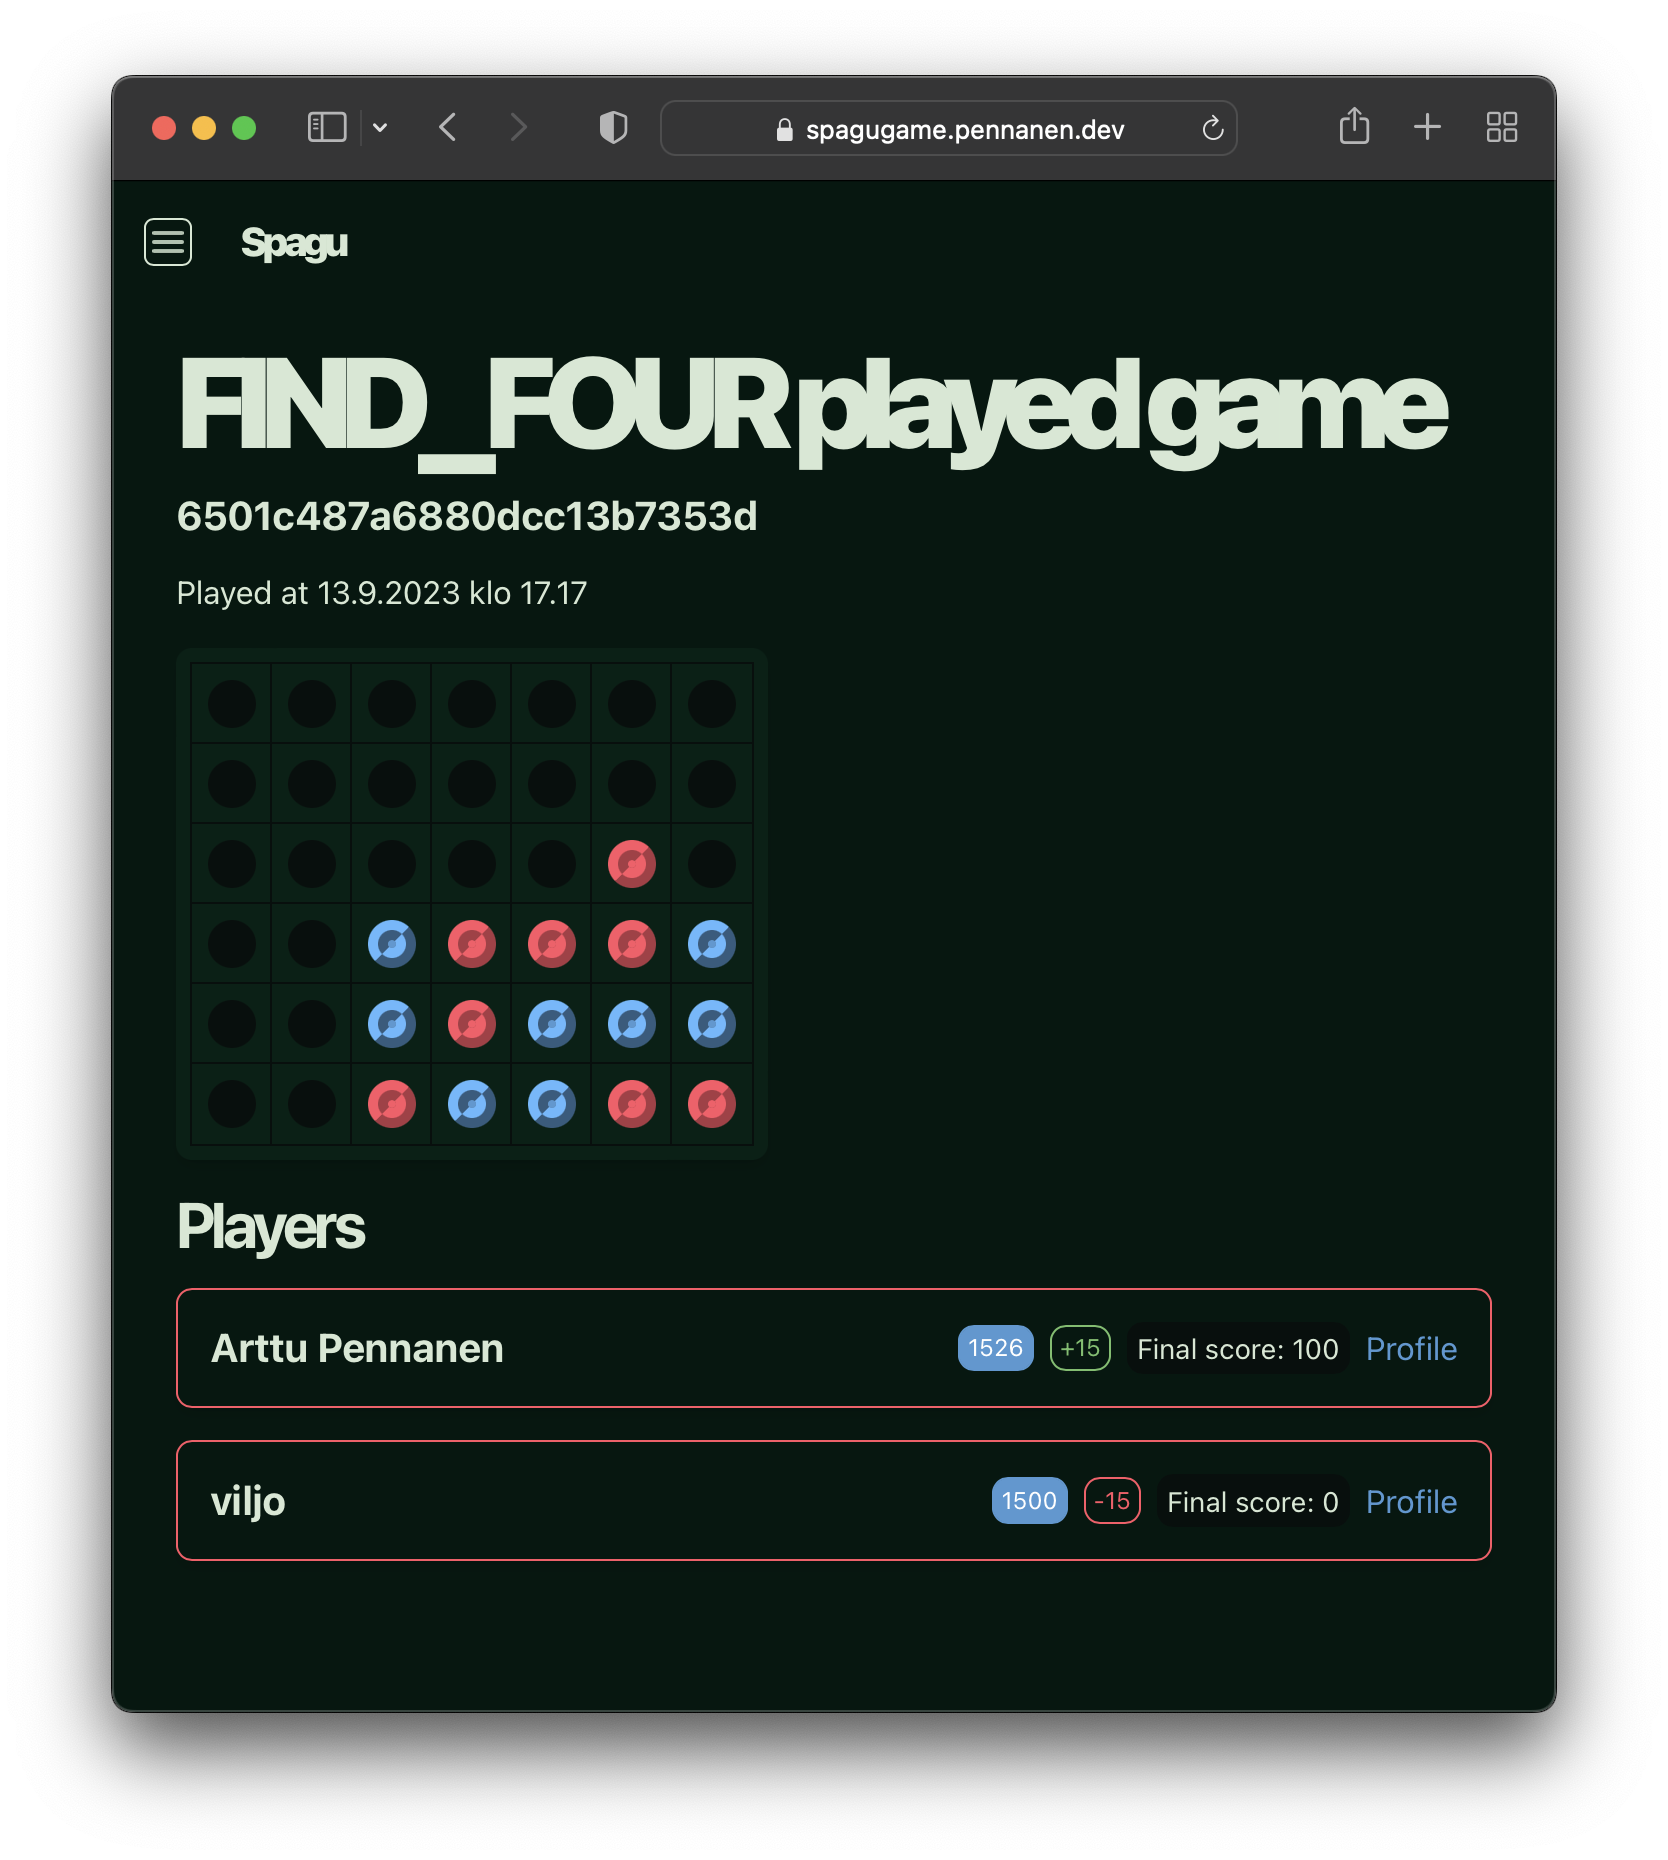 spagugame.pennanen.dev
Spagu
FIND_FOUR played game
6501c487a6880dcc13b7353d
Played at 13.9.2023 klo 17.17
Players
Arttu Pennanen 1526 +15 Final score: 100 Profile
viljo 1500 -15 Final score: 0 Profile